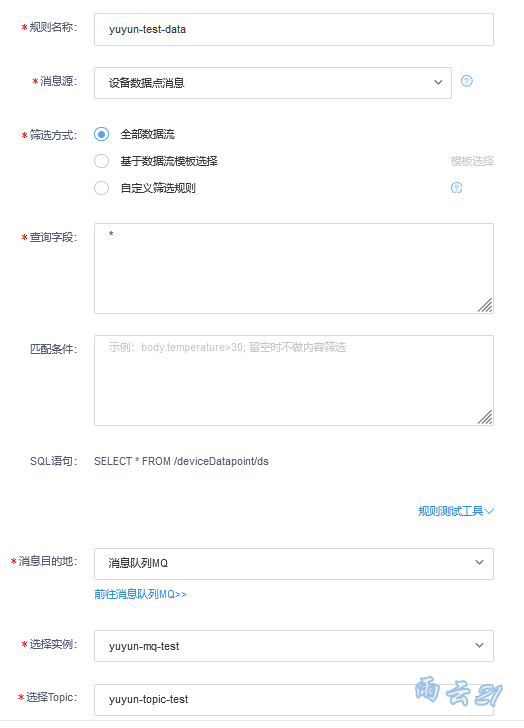 *规则名称： yuyun-test-data
*消息源： 设备数据点消息
*筛选方式： 全部数据流
基于数据流模板选择 模板选择
自定义筛选规则
*查询字段： *
匹配条件： 示例：body.temperature>30; 留空时不做内容筛选
SQL语句： SELECT * FROM /deviceDatapoint/ds
规则测试工具
*消息目的地： 消息队列MQ
前往消息队列MQ>>
*选择实例： yuyun-mq-test
*选择Topic： yuyun-topic-test
雨云21